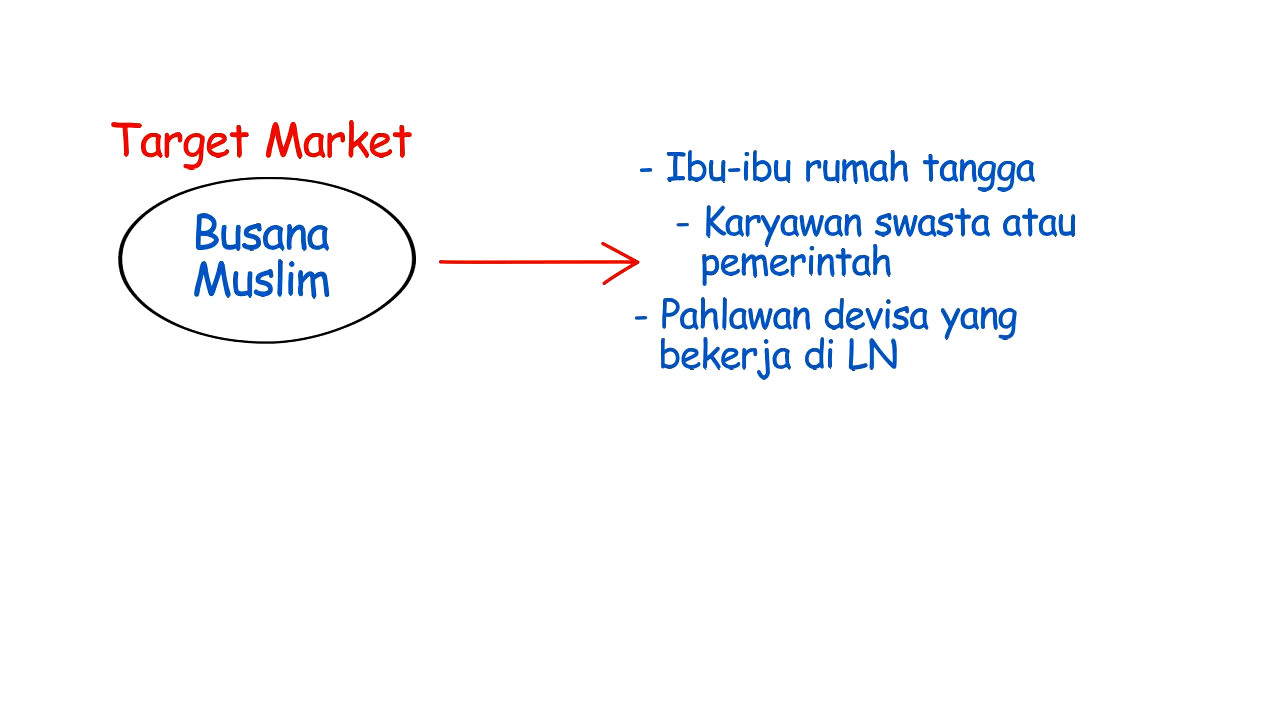 Target Market
Busana
Muslim
- Ibu-ibu rumah tangga
- Karyawan swasta atau
pemerintah
- Pahlawan devisa yang
bekerja di LN